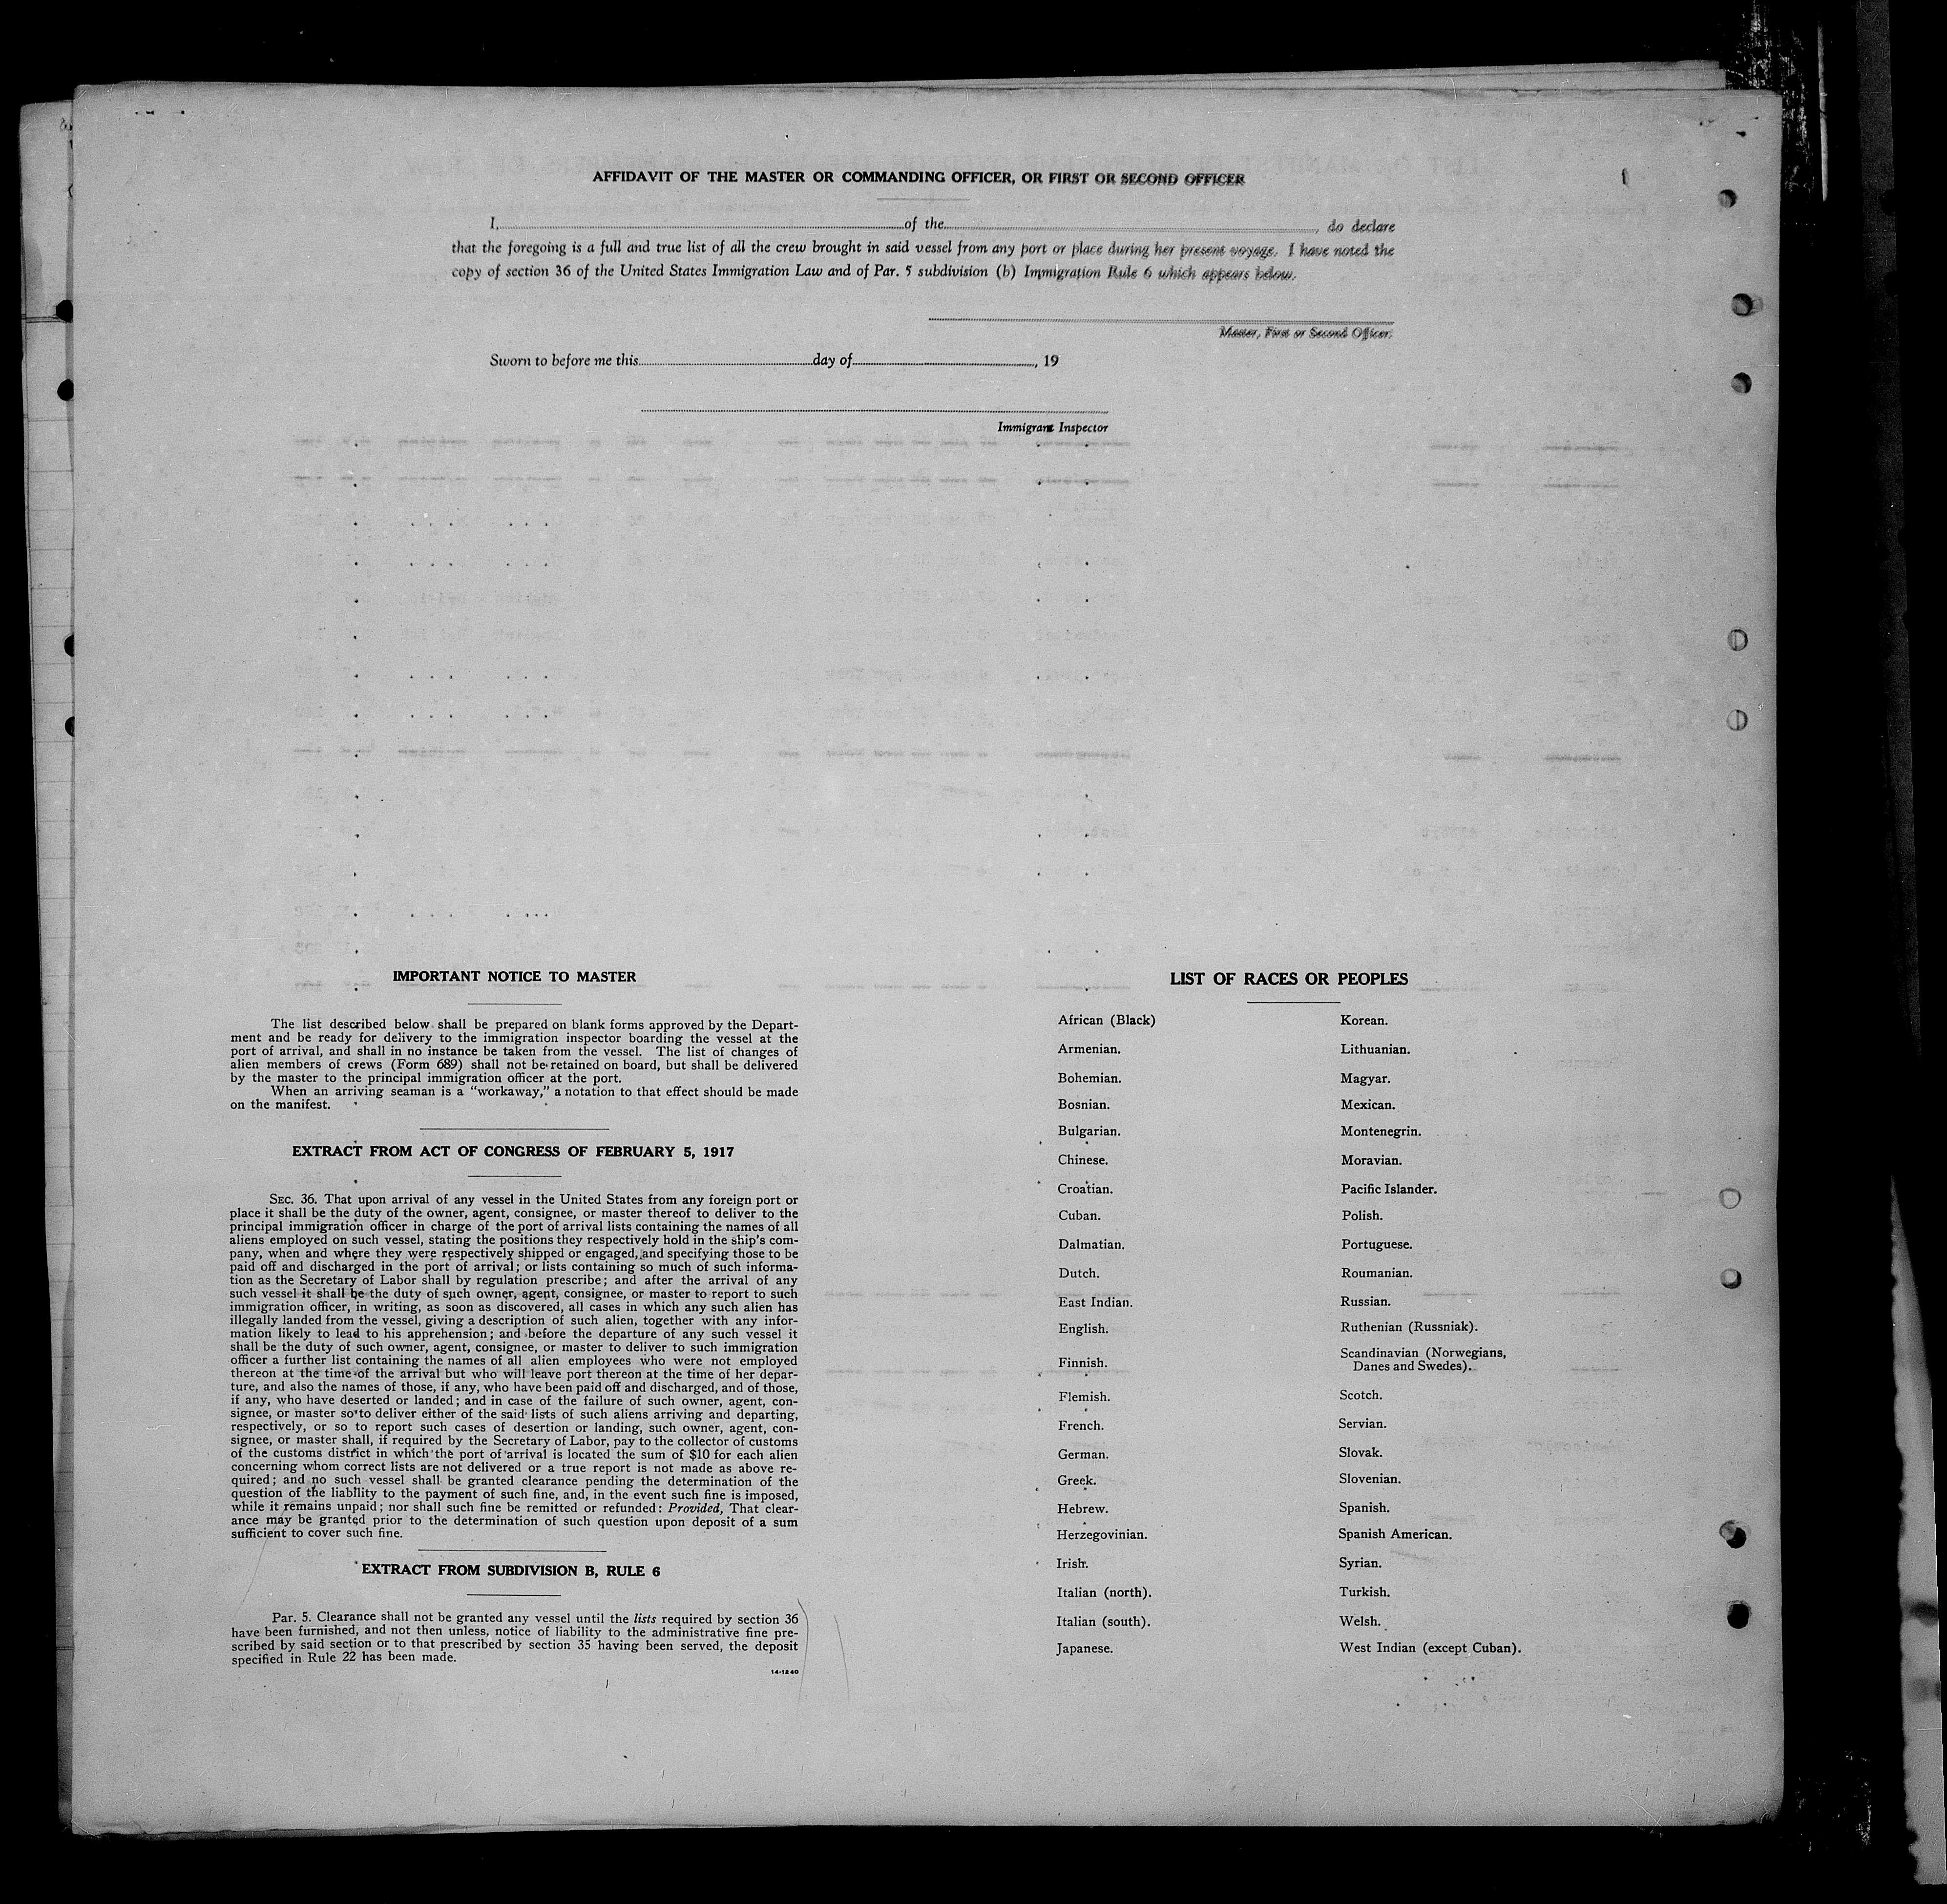 AFFIDAVIT OF THE MASTER OR COMMANDING OFFICER, OR FIRST OR SECOND OFFICER
I, of the , do declare
that the foregoing is a full and true list of all the crew brought in said vessel from any port or place during her present voyage. I have noted the
copy of section 36 of the United States Immigration Law and of Par. 5 subdivision (b) Immigration Rule 6 which appears below.
Master, First or Second Officer.
Sworn to before me this day of , 19
Immigrant Inspector
IMPORTANT NOTICE TO MASTER
The list described below shall be prepared on blank forms approved by the Depart-
ment and be ready for delivery to the immigration inspector boarding the vessel at the
port of arrival, and shall in no instance be taken from the vessel. The list of changes of
alien members of crews (Form 689) shall not be retained on board, but shall be delivered
by the master to the principal immigration officer at the port.
When an arriving seaman is a "workaway," a notation to that effect should be made
on the manifest.
EXTRACT FROM ACT OF CONGRESS OF FEBRUARY 5, 1917
SEC. 36. That upon arrival of any vessel in the United States from any foreign port or
place it shall be the duty of the owner, agent, consignee, or master thereof to deliver to the
principal immigration officer in charge of the port of arrival lists containing the names of all
aliens employed on such vessel, stating the positions they respectively hold in the ship's com-
pany, when and where they were respectively shipped or engaged, and specifying those to be
paid off and discharged in the port of arrival; or lists containing so much of such informa-
tion as the Secretary of Labor shall by regulation prescribe; and after the arrival of any
such vessel it shall be the duty of such owner, agent, consignee, or master to report to such
immigration officer, in writing, as soon as discovered, all cases in which any such alien has
illegally landed from the vessel, giving a description of such alien, together with any infor-
mation likely to lead to his apprehension; and before the departure of any such vessel it
shall be the duty of such owner, agent, consignee, or master to deliver to such immigration
officer a further list containing the names of all alien employees who were not employed
thereon at the time of the arrival but who will leave port thereon at the time of her depar-
ture, and also the names of those, if any, who have been paid off and discharged, and of those,
if any, who have deserted or landed; and in case of the failure of such owner, agent, con-
signee, or master so to deliver either of the said lists of such aliens arriving and departing,
respectively, or so to report such cases of desertion or landing, such owner, agent, con-
signee, or master shall, if required by the Secretary of Labor, pay to the collector of customs
of the customs district in which the port of arrival is located the sum of $10 for each alien
concerning whom correct lists are not delivered or a true report is not made as above re-
quired; and no such vessel shall be granted clearance pending the determination of the
question of the liability to the payment of such fine, and, in the event such fine is imposed,
while it remains unpaid; nor shall such fine be remitted or refunded: Provided, That clear-
ance may be granted prior to the determination of such question upon deposit of a sum
sufficient to cover such fine.
EXTRACT FROM SUBDIVISION B, RULE 6
Par. 5. Clearance shall not be granted any vessel until the lists required by section 36
have been furnished, and not then unless, notice of liability to the administrative fine pre-
scribed by said section or to that prescribed by section 35 having been served, the deposit
specified in Rule 22 has been made.
14-1240
LIST OF RACES OR PEOPLES
African (Black)
Armenian.
Bohemian.
Bosnian.
Bulgarian.
Chinese.
Croatian.
Cuban.
Dalmatian.
Dutch.
East Indian.
English.
Finnish.
Flemish.
French.
German.
Greek.
Hebrew.
Herzegovinian.
Irish.
Italian (north).
Italian (south).
Japanese.
Korean.
Lithuanian.
Magyar.
Mexican.
Montenegrin.
Moravian.
Pacific Islander.
Polish.
Portuguese.
Roumanian.
Russian.
Ruthenian (Russniak).
Scandinavian (Norwegians,
Danes and Swedes).
Scotch.
Servian.
Slovak.
Slovenian.
Spanish.
Spanish American.
Syrian.
Turkish.
Welsh.
West Indian (except Cuban).